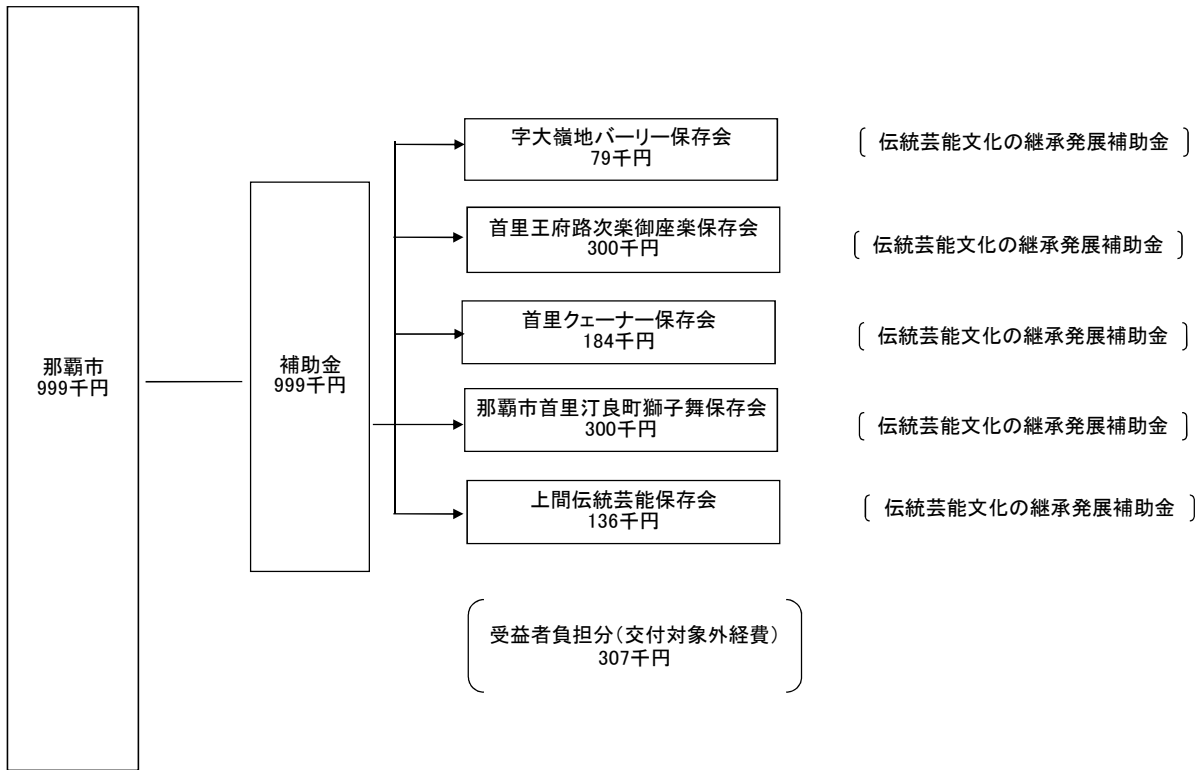 那覇市
999千円
補助金
999千円
字大嶺地バーリー保存会
79千円
伝統芸能文化の継承発展補助金
首里王府路次楽御座楽保存会
300千円
伝統芸能文化の継承発展補助金
首里クェーナー保存会
184千円
伝統芸能文化の継承発展補助金
那覇市首里汀良町獅子舞保存会
300千円
伝統芸能文化の継承発展補助金
上間伝統芸能保存会
136千円
伝統芸能文化の継承発展補助金
受益者負担分(交付対象外経費)
307千円